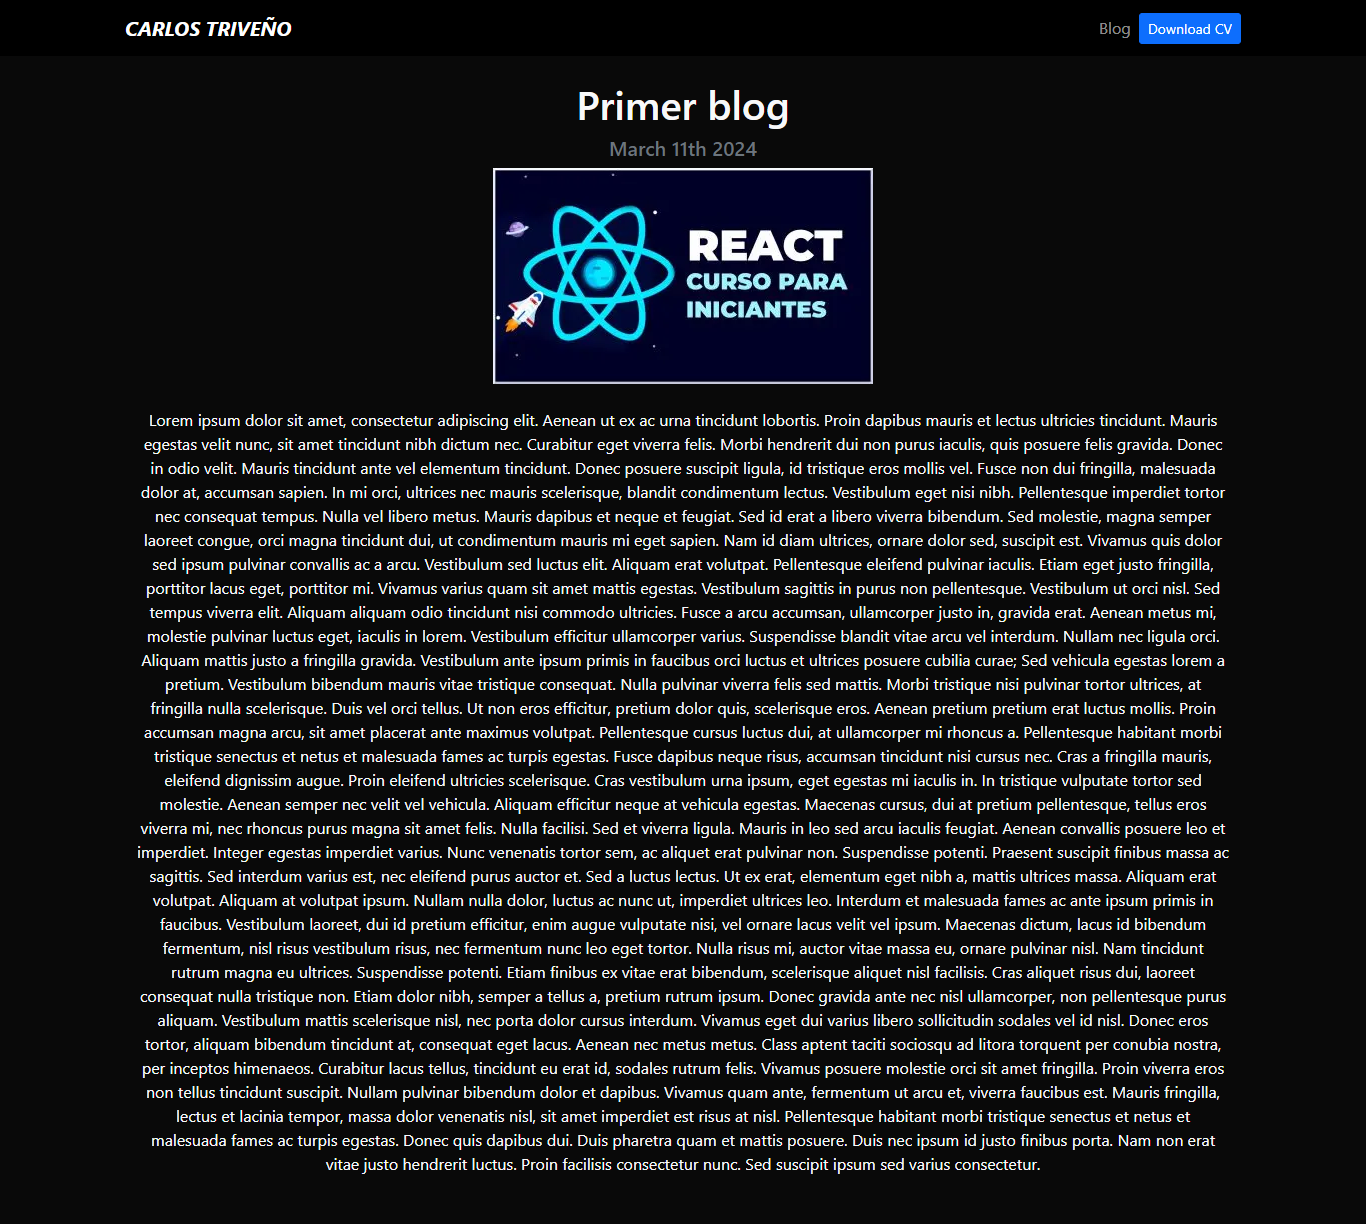 CARLOS TRIVEÑO
Blog
Download CV
Primer blog
March 11th 2024
REACT
CURSO PARA
INICIANTES
Lorem ipsum dolor sit amet, consectetur adipiscing elit. Aenean ut ex ac urna tincidunt lobortis. Proin dapibus mauris et lectus ultricies tincidunt. Mauris
egestas velit nunc, sit amet tincidunt nibh dictum nec. Curabitur eget viverra felis. Morbi hendrerit dui non purus iaculis, quis posuere felis gravida. Donec
in odio velit. Mauris tincidunt ante vel elementum tincidunt. Donec posuere suscipit ligula, id tristique eros mollis vel. Fusce non dui fringilla, malesuada
dolor at, accumsan sapien. In mi orci, ultrices nec mauris scelerisque, blandit condimentum lectus. Vestibulum eget nisi nibh. Pellentesque imperdiet tortor
nec consequat tempus. Nulla vel libero metus. Mauris dapibus et neque et feugiat. Sed id erat a libero viverra bibendum. Sed molestie, magna semper
laoreet congue, orci magna tincidunt dui, ut condimentum mauris mi eget sapien. Nam id diam ultrices, ornare dolor sed, suscipit est. Vivamus quis dolor
sed ipsum pulvinar convallis ac a arcu. Vestibulum sed luctus elit. Aliquam erat volutpat. Pellentesque eleifend pulvinar iaculis. Etiam eget justo fringilla,
porttitor lacus eget, porttitor mi. Vivamus varius quam sit amet mattis egestas. Vestibulum sagittis in purus non pellentesque. Vestibulum ut orci nisl. Sed
tempus viverra elit. Aliquam aliquam odio tincidunt nisi commodo ultricies. Fusce a arcu accumsan, ullamcorper justo in, gravida erat. Aenean metus mi,
molestie pulvinar luctus eget, iaculis in lorem. Vestibulum efficitur ullamcorper varius. Suspendisse blandit vitae arcu vel interdum. Nullam nec ligula orci.
Aliquam mattis justo a fringilla gravida. Vestibulum ante ipsum primis in faucibus orci luctus et ultrices posuere cubilia curae; Sed vehicula egestas lorem a
pretium. Vestibulum bibendum mauris vitae tristique consequat. Nulla pulvinar viverra felis sed mattis. Morbi tristique nisi pulvinar tortor ultrices, at
fringilla nulla scelerisque. Duis vel orci tellus. Ut non eros efficitur, pretium dolor quis, scelerisque eros. Aenean pretium pretium erat luctus mollis. Proin
accumsan magna arcu, sit amet placerat ante maximus volutpat. Pellentesque cursus luctus dui, at ullamcorper mi rhoncus a. Pellentesque habitant morbi
tristique senectus et netus et malesuada fames ac turpis egestas. Fusce dapibus neque risus, accumsan tincidunt nisi cursus nec. Cras a fringilla mauris,
eleifend dignissim augue. Proin eleifend ultricies scelerisque. Cras vestibulum urna ipsum, eget egestas mi iaculis in. In tristique vulputate tortor sed
molestie. Aenean semper nec velit vel vehicula. Aliquam efficitur neque at vehicula egestas. Maecenas cursus, dui at pretium pellentesque, tellus eros
viverra mi, nec rhoncus purus magna sit amet felis. Nulla facilisi. Sed et viverra ligula. Mauris in leo sed arcu iaculis feugiat. Aenean convallis posuere leo et
imperdiet. Integer egestas imperdiet varius. Nunc venenatis tortor sem, ac aliquet erat pulvinar non. Suspendisse potenti. Praesent suscipit finibus massa ac
sagittis. Sed interdum varius est, nec eleifend purus auctor et. Sed a luctus lectus. Ut ex erat, elementum eget nibh a, mattis ultrices massa. Aliquam erat
volutpat. Aliquam at volutpat ipsum. Nullam nulla dolor, luctus ac nunc ut, imperdiet ultrices leo. Interdum et malesuada fames ac ante ipsum primis in
faucibus. Vestibulum laoreet, dui id pretium efficitur, enim augue vulputate nisi, vel ornare lacus velit vel ipsum. Maecenas dictum, lacus id bibendum
fermentum, nisl risus vestibulum risus, nec fermentum nunc leo eget tortor. Nulla risus mi, auctor vitae massa eu, ornare pulvinar nisl. Nam tincidunt
rutrum magna eu ultrices. Suspendisse potenti. Etiam finibus ex vitae erat bibendum, scelerisque aliquet nisl facilisis. Cras aliquet risus dui, laoreet
consequat nulla tristique non. Etiam dolor nibh, semper a tellus a, pretium rutrum ipsum. Donec gravida ante nec nisl ullamcorper, non pellentesque purus
aliquam. Vestibulum mattis scelerisque nisl, nec porta dolor cursus interdum. Vivamus eget dui varius libero sollicitudin sodales vel id nisl. Donec eros
tortor, aliquam bibendum tincidunt at, consequat eget lacus. Aenean nec metus metus. Class aptent taciti sociosqu ad litora torquent per conubia nostra,
per inceptos himenaeos. Curabitur lacus tellus, tincidunt eu erat id, sodales rutrum felis. Vivamus posuere molestie orci sit amet fringilla. Proin viverra eros
non tellus tincidunt suscipit. Nullam pulvinar bibendum dolor et dapibus. Vivamus quam ante, fermentum ut arcu et, viverra faucibus est. Mauris fringilla,
lectus et lacinia tempor, massa dolor venenatis nisl, sit amet imperdiet est risus at nisl. Pellentesque habitant morbi tristique senectus et netus et
malesuada fames ac turpis egestas. Donec quis dapibus dui. Duis pharetra quam et mattis posuere. Duis nec ipsum id justo finibus porta. Nam non erat
vitae justo hendrerit luctus. Proin facilisis consectetur nunc. Sed suscipit ipsum sed varius consectetur.